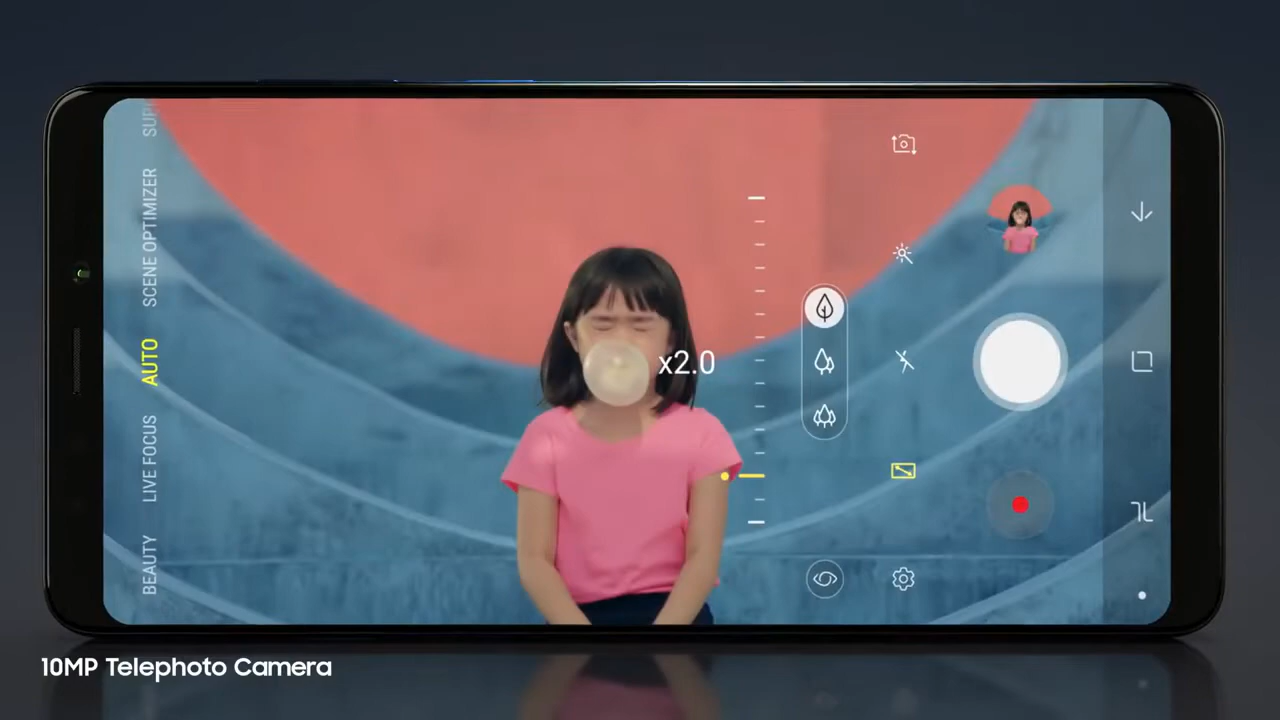 SCENE OPTIMIZER
AUTO
LIVE FOCUS
BEAUTY
x2.0
10MP Telephoto Camera